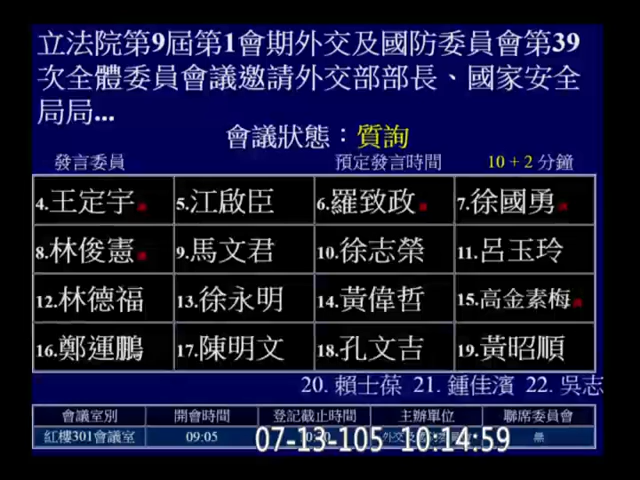 立法院第9屆第1會期外交及國防委員會第39
次全體委員會議邀請外交部部長、國家安全
局局...
會議狀態：質詢
發言委員 預定發言時間 10 + 2 分鐘
4.王定宇 5.江啟臣 6.羅致政 7.徐國勇
8.林俊憲 9.馬文君 10.徐志榮 11.呂玉玲
12.林德福 13.徐永明 14.黃偉哲 15.高金素梅
16.鄭運鵬 17.陳明文 18.孔文吉 19.黃昭順
20. 賴士葆 21. 鍾佳濱 22. 吳志
會議室別 開會時間 登記截止時間 主辦單位 聯席委員會
紅樓301會議室 09:05 無
07-13-105 10:14:59